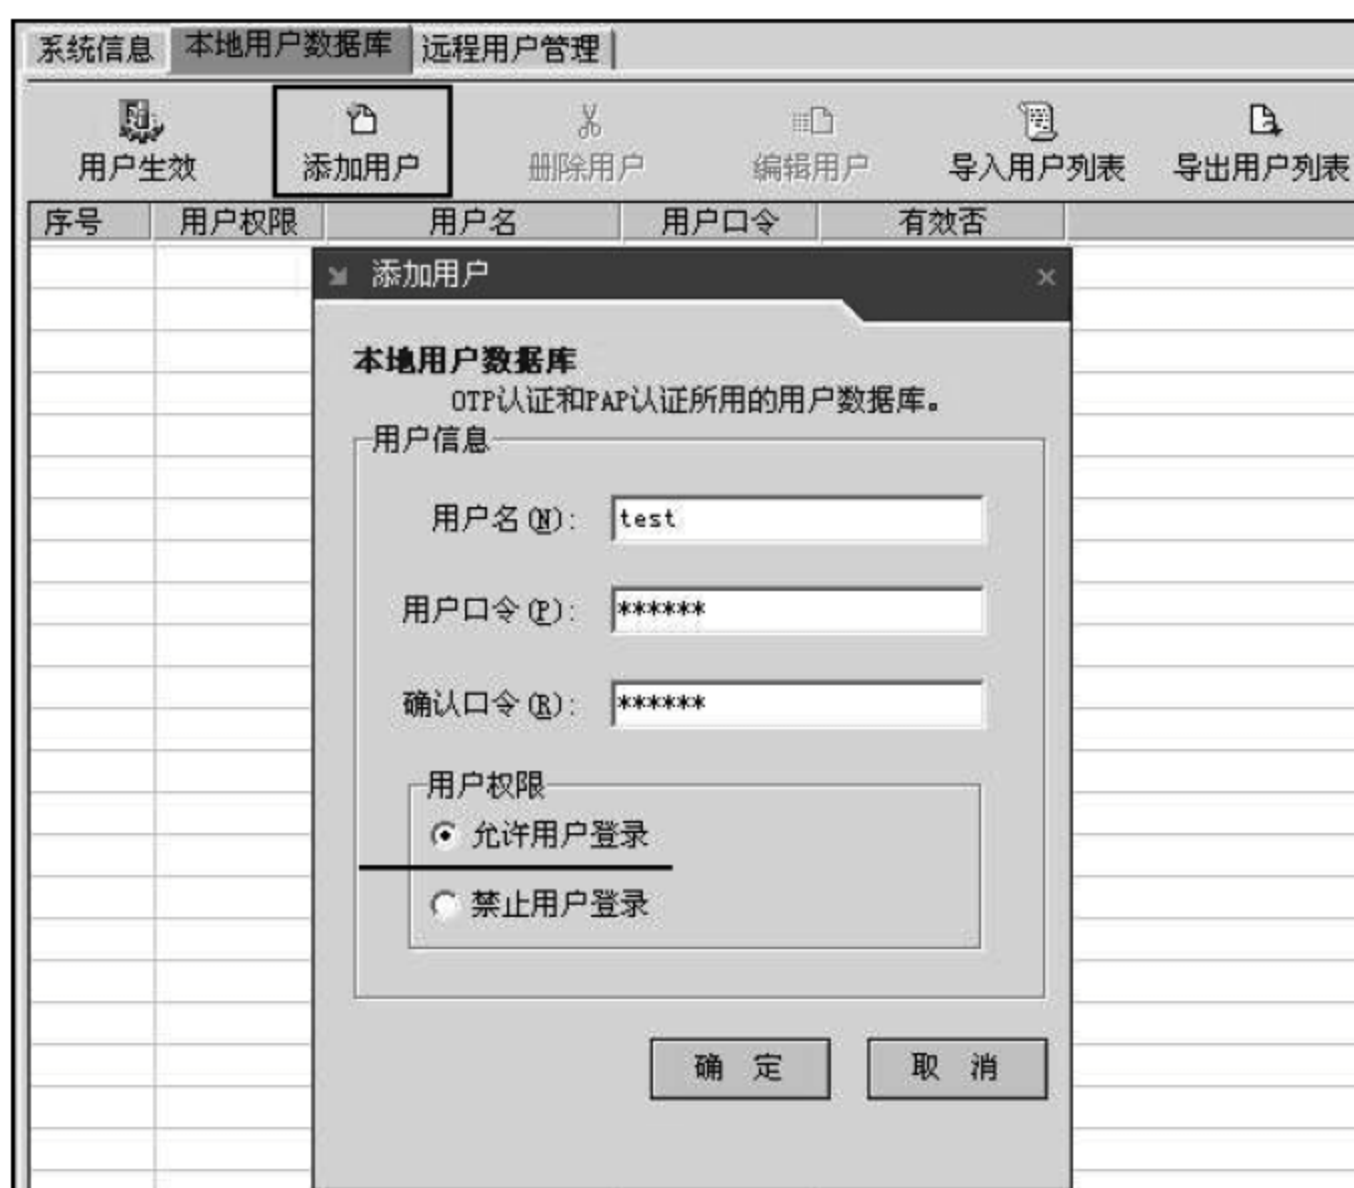 系统信息 本地用户数据库 远程用户管理
用户生效 添加用户 删除用户 编辑用户 导入用户列表 导出用户列表
序号 用户权限 用户名 用户口令 有效否
添加用户
本地用户数据库
OTP认证和PAP认证所用的用户数据库。
用户信息
用户名(N): test
用户口令(P): ******
确认口令(R): ******
用户权限
允许用户登录
禁止用户登录
确 定 取 消